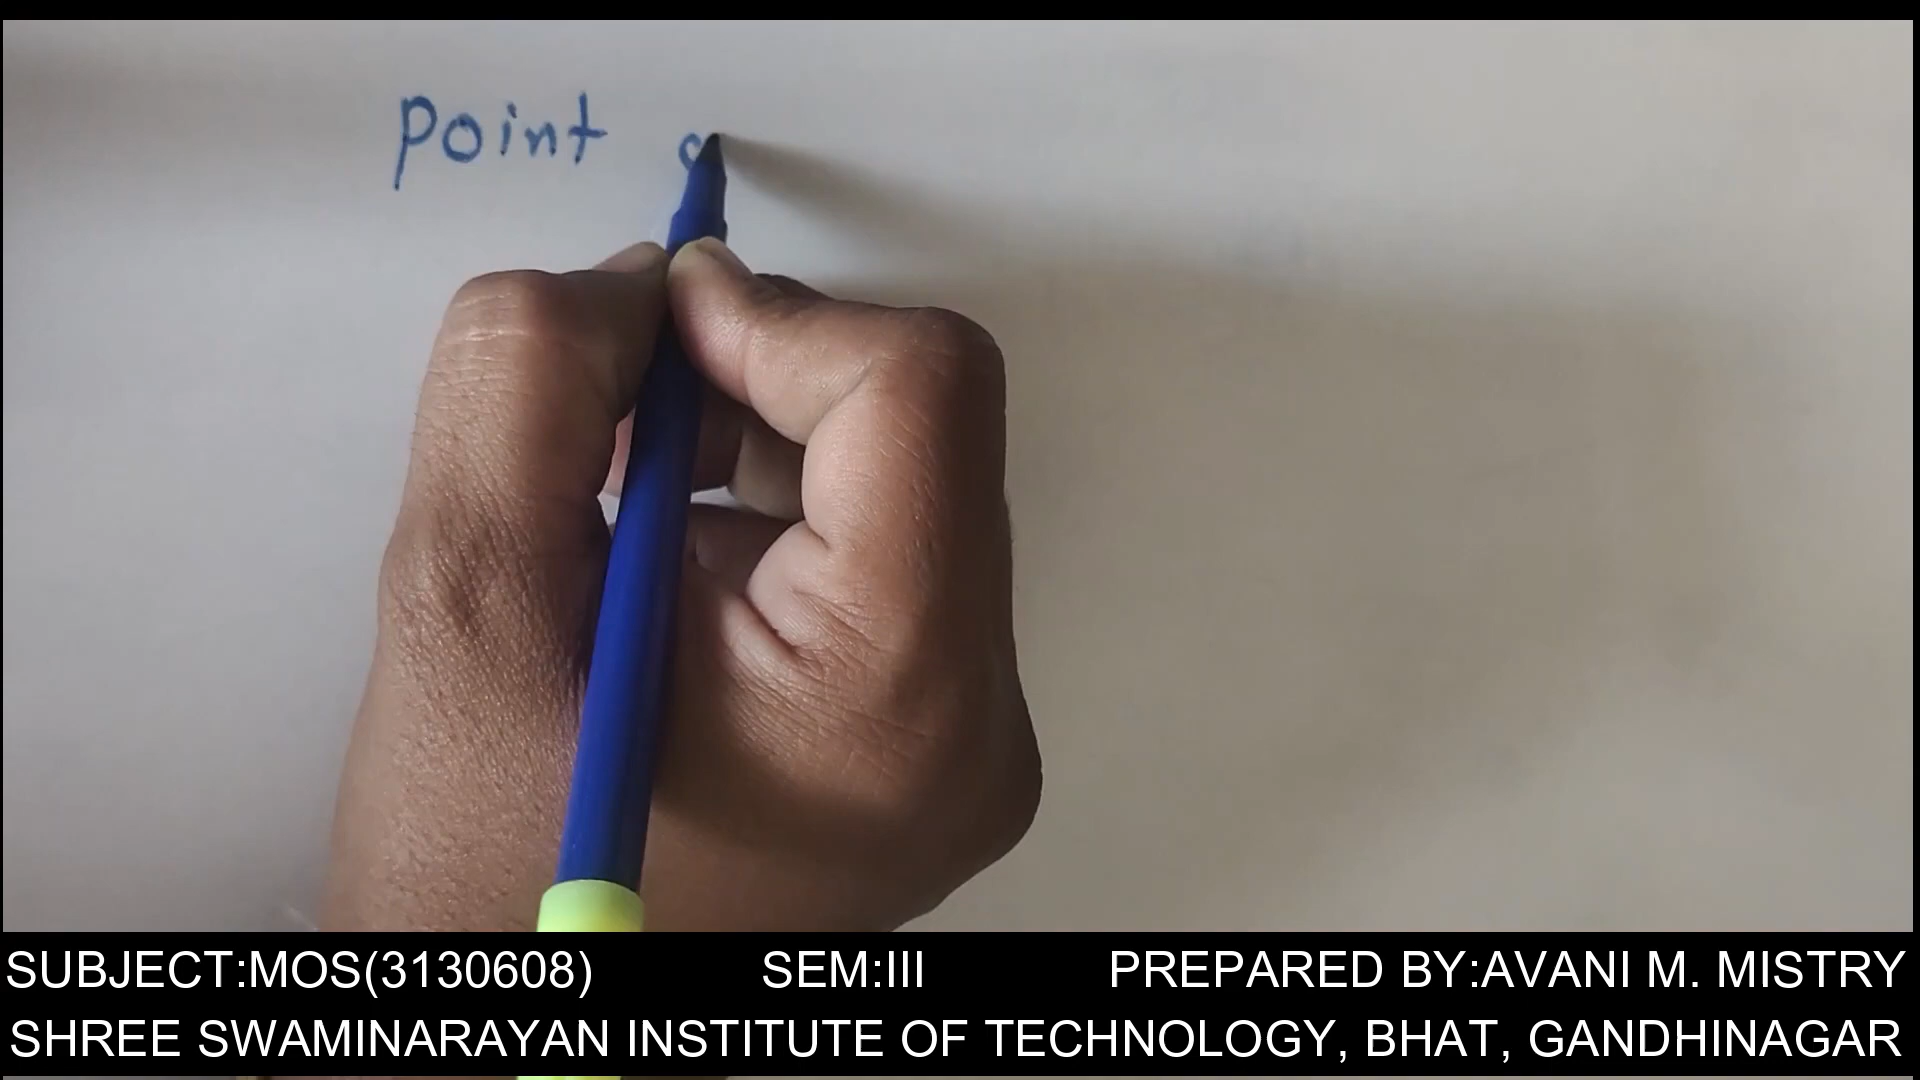 point
SUBJECT:MOS(3130608) SEM:III PREPARED BY:AVANI M. MISTRY
SHREE SWAMINARAYAN INSTITUTE OF TECHNOLOGY, BHAT, GANDHINAGAR